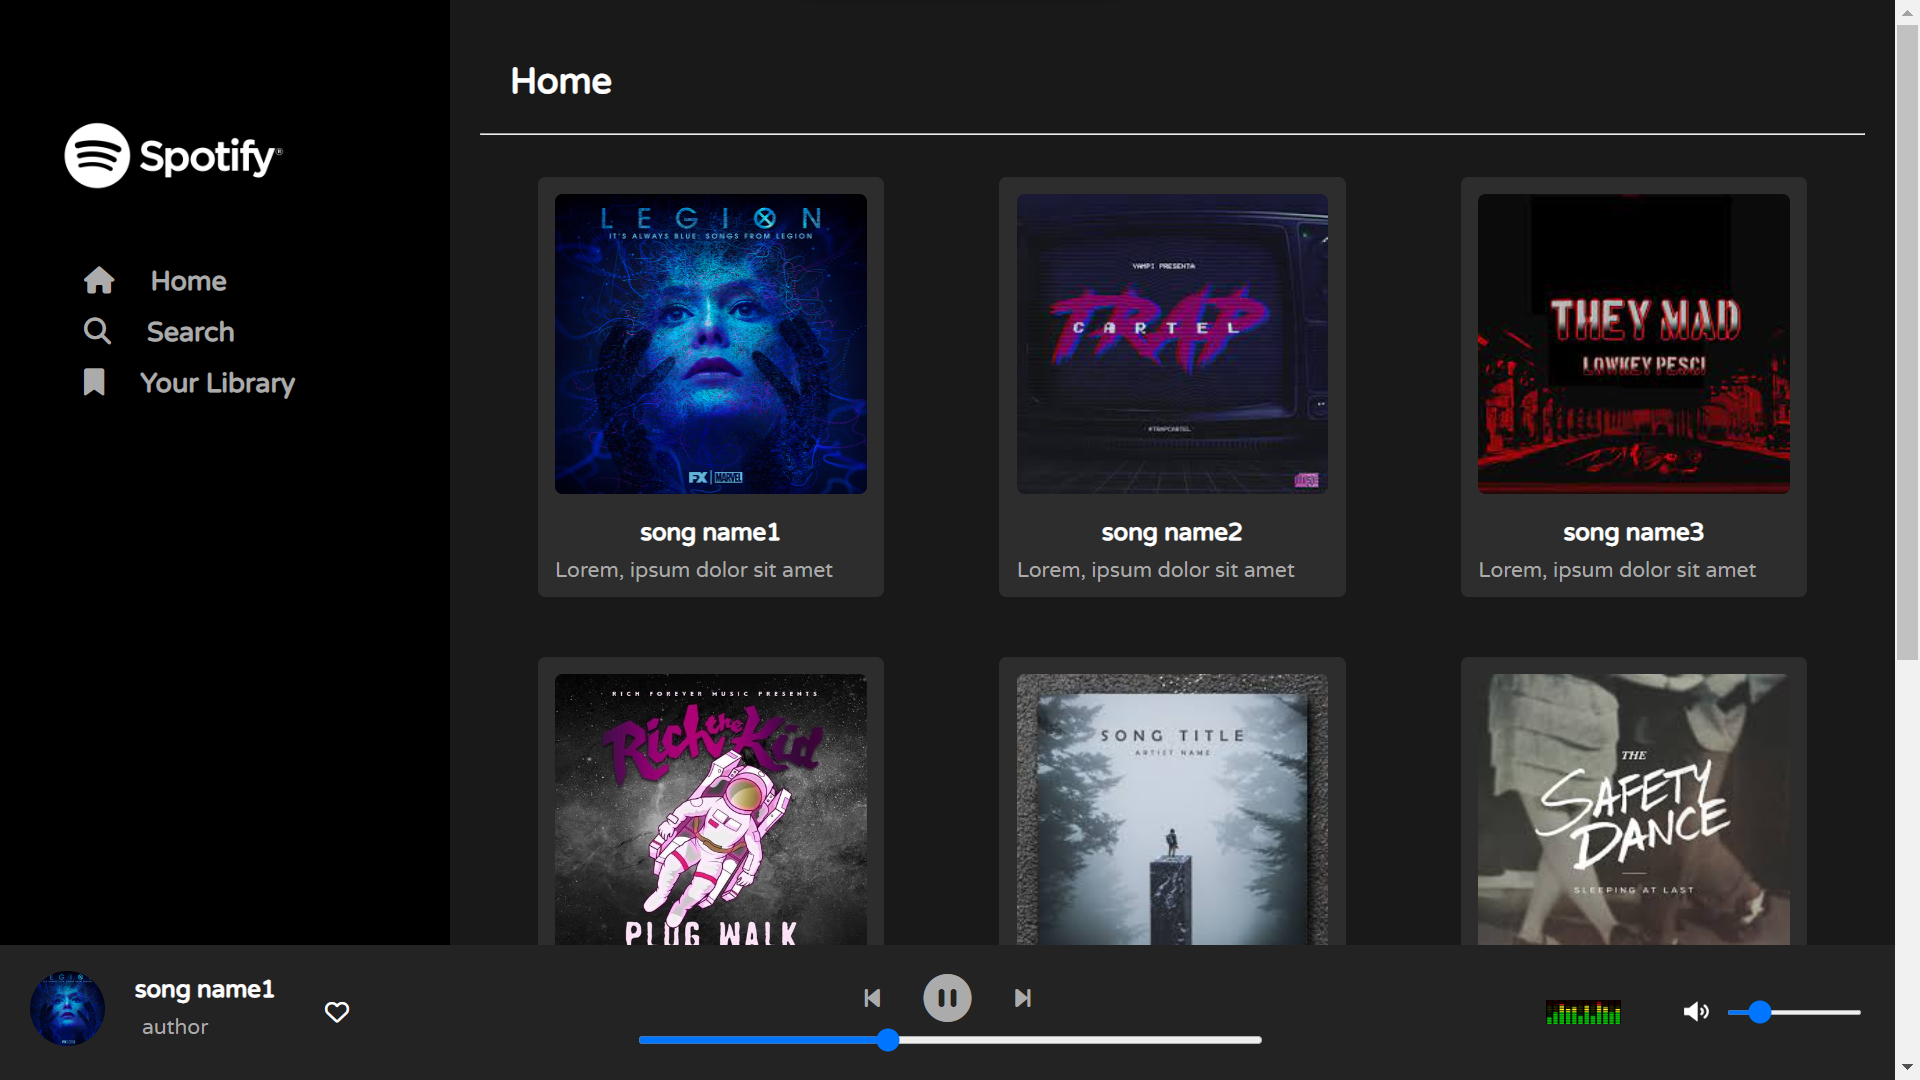 Home
Spotify®
Home
Search
Your Library
LEGION
IT'S ALWAYS BLUE: SONGS FROM LEGION
FX | MARVEL
song name1
Lorem, ipsum dolor sit amet
VAMPI PRESENTA
TRAP
CARTEL
#TRAPCARTEL
song name2
Lorem, ipsum dolor sit amet
THEY MAD
LOWKEY PESCI
song name3
Lorem, ipsum dolor sit amet
RICH FOREVER MUSIC PRESENTS
Rich the Kid
PLUG WALK
SONG TITLE
ARTIST NAME
THE
SAFETY
DANCE
SLEEPING AT LAST
LEGION
song name1
author